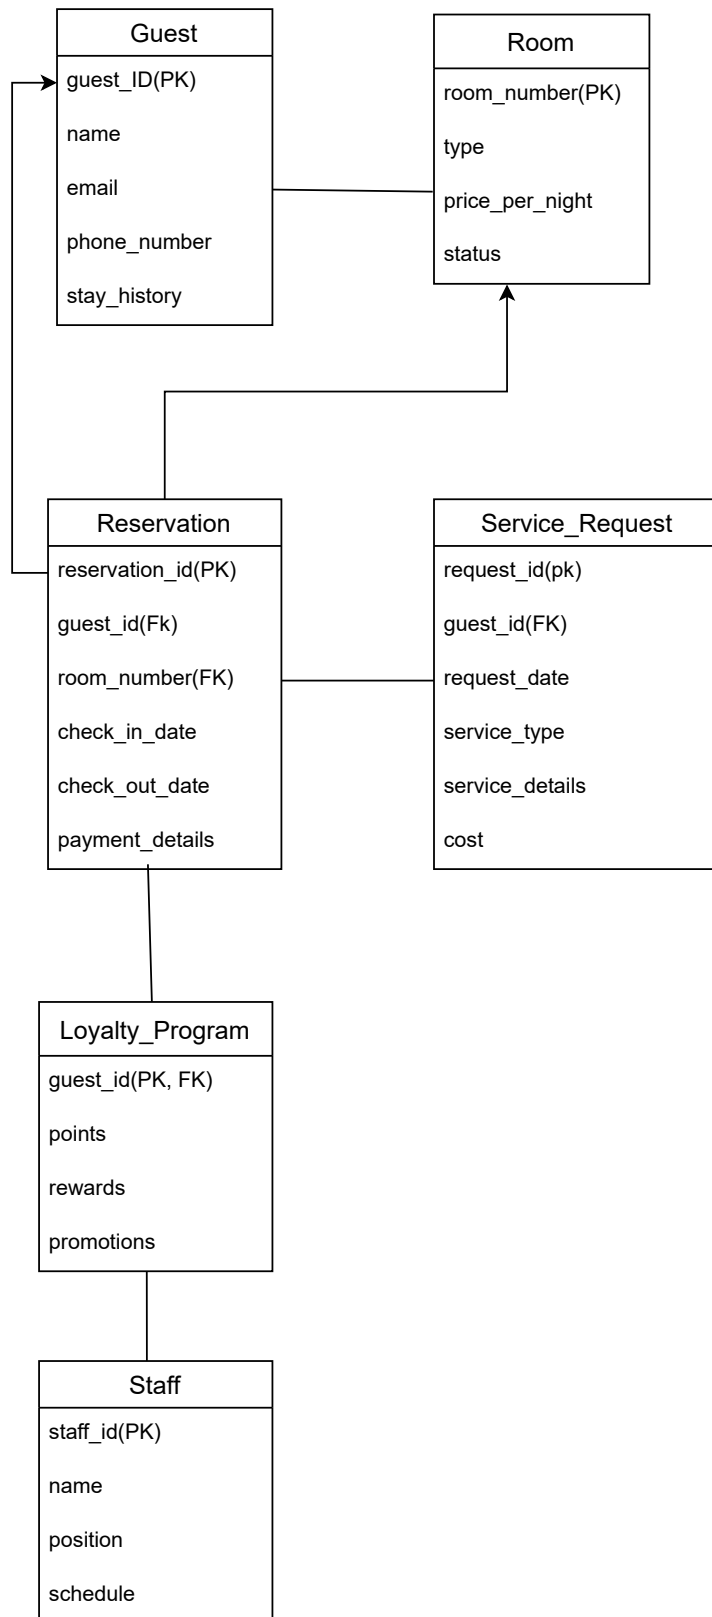 Guest
guest_ID(PK)
name
email
phone_number
stay_history
Room
room_number(PK)
type
price_per_night
status
Reservation
reservation_id(PK)
guest_id(Fk)
room_number(FK)
check_in_date
check_out_date
payment_details
Service_Request
request_id(pk)
guest_id(FK)
request_date
service_type
service_details
cost
Loyalty_Program
guest_id(PK, FK)
points
rewards
promotions
Staff
staff_id(PK)
name
position
schedule